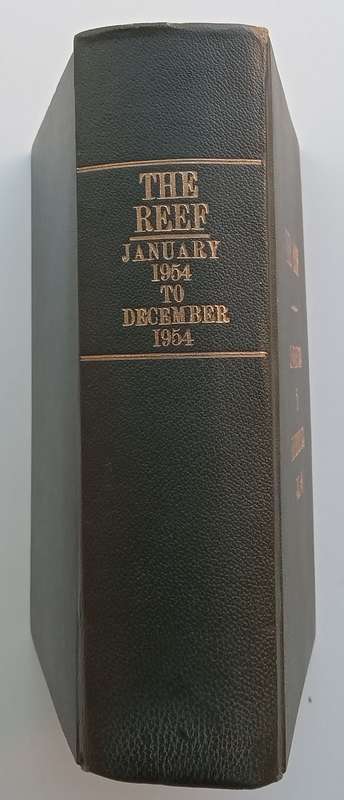 THE
REEF
JANUARY
1954
TO
DECEMBER
1954